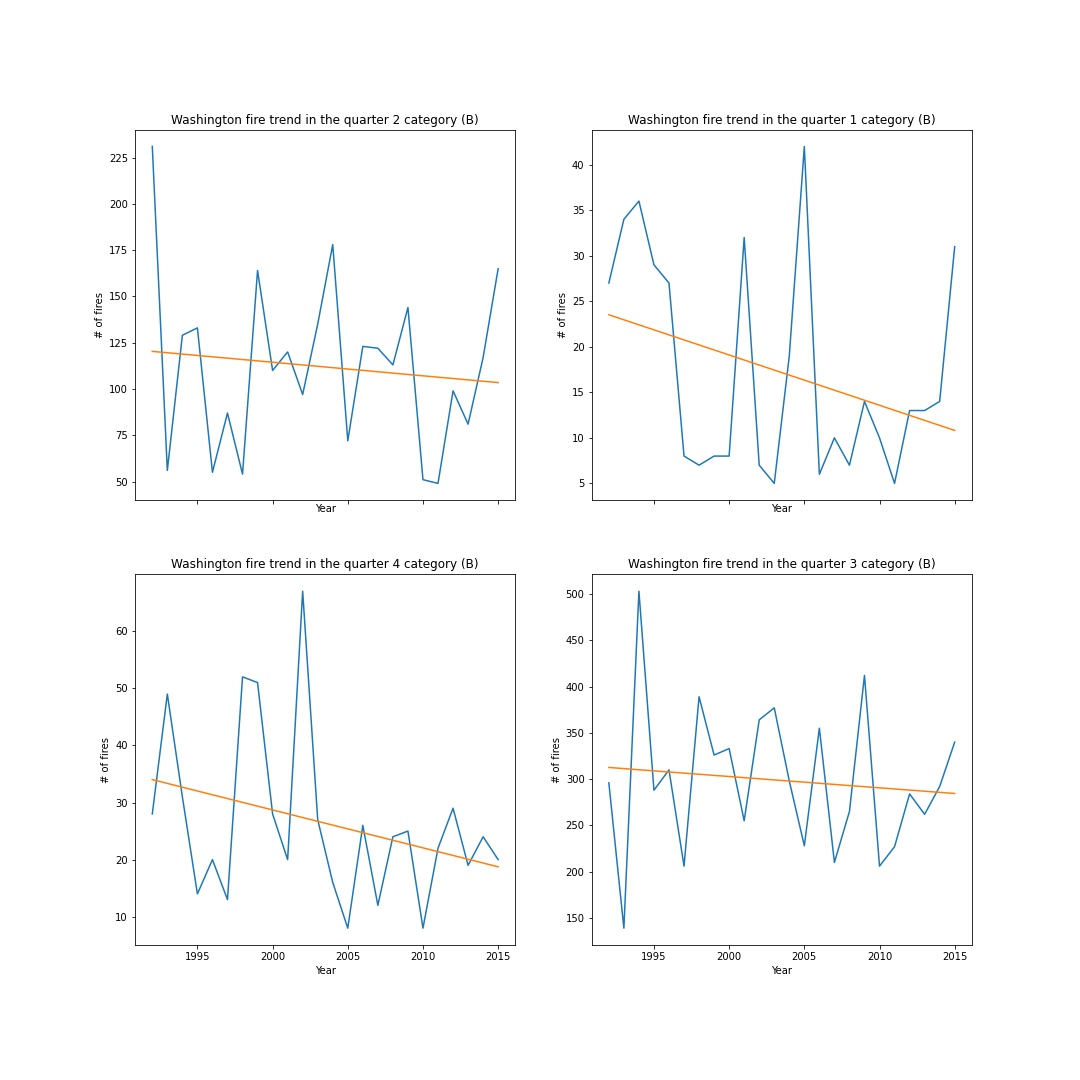 Washington fire trend in the quarter 2 category (B)
225
200
175
150
125
100
75
50
# of fires
Year
Washington fire trend in the quarter 1 category (B)
40
35
30
25
20
15
10
5
# of fires
Year
Washington fire trend in the quarter 4 category (B)
60
50
40
30
20
10
# of fires
1995 2000 2005 2010 2015
Year
Washington fire trend in the quarter 3 category (B)
500
450
400
350
300
250
200
150
# of fires
1995 2000 2005 2010 2015
Year